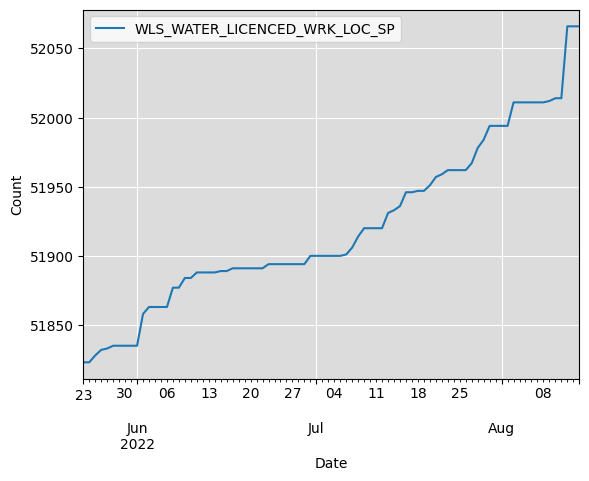 WLS_WATER_LICENCED_WRK_LOC_SP
52050
52000
51950
51900
51850
Count
23 30 06 13 20 27 04 11 18 25 08
Jun Jul Aug
2022
Date